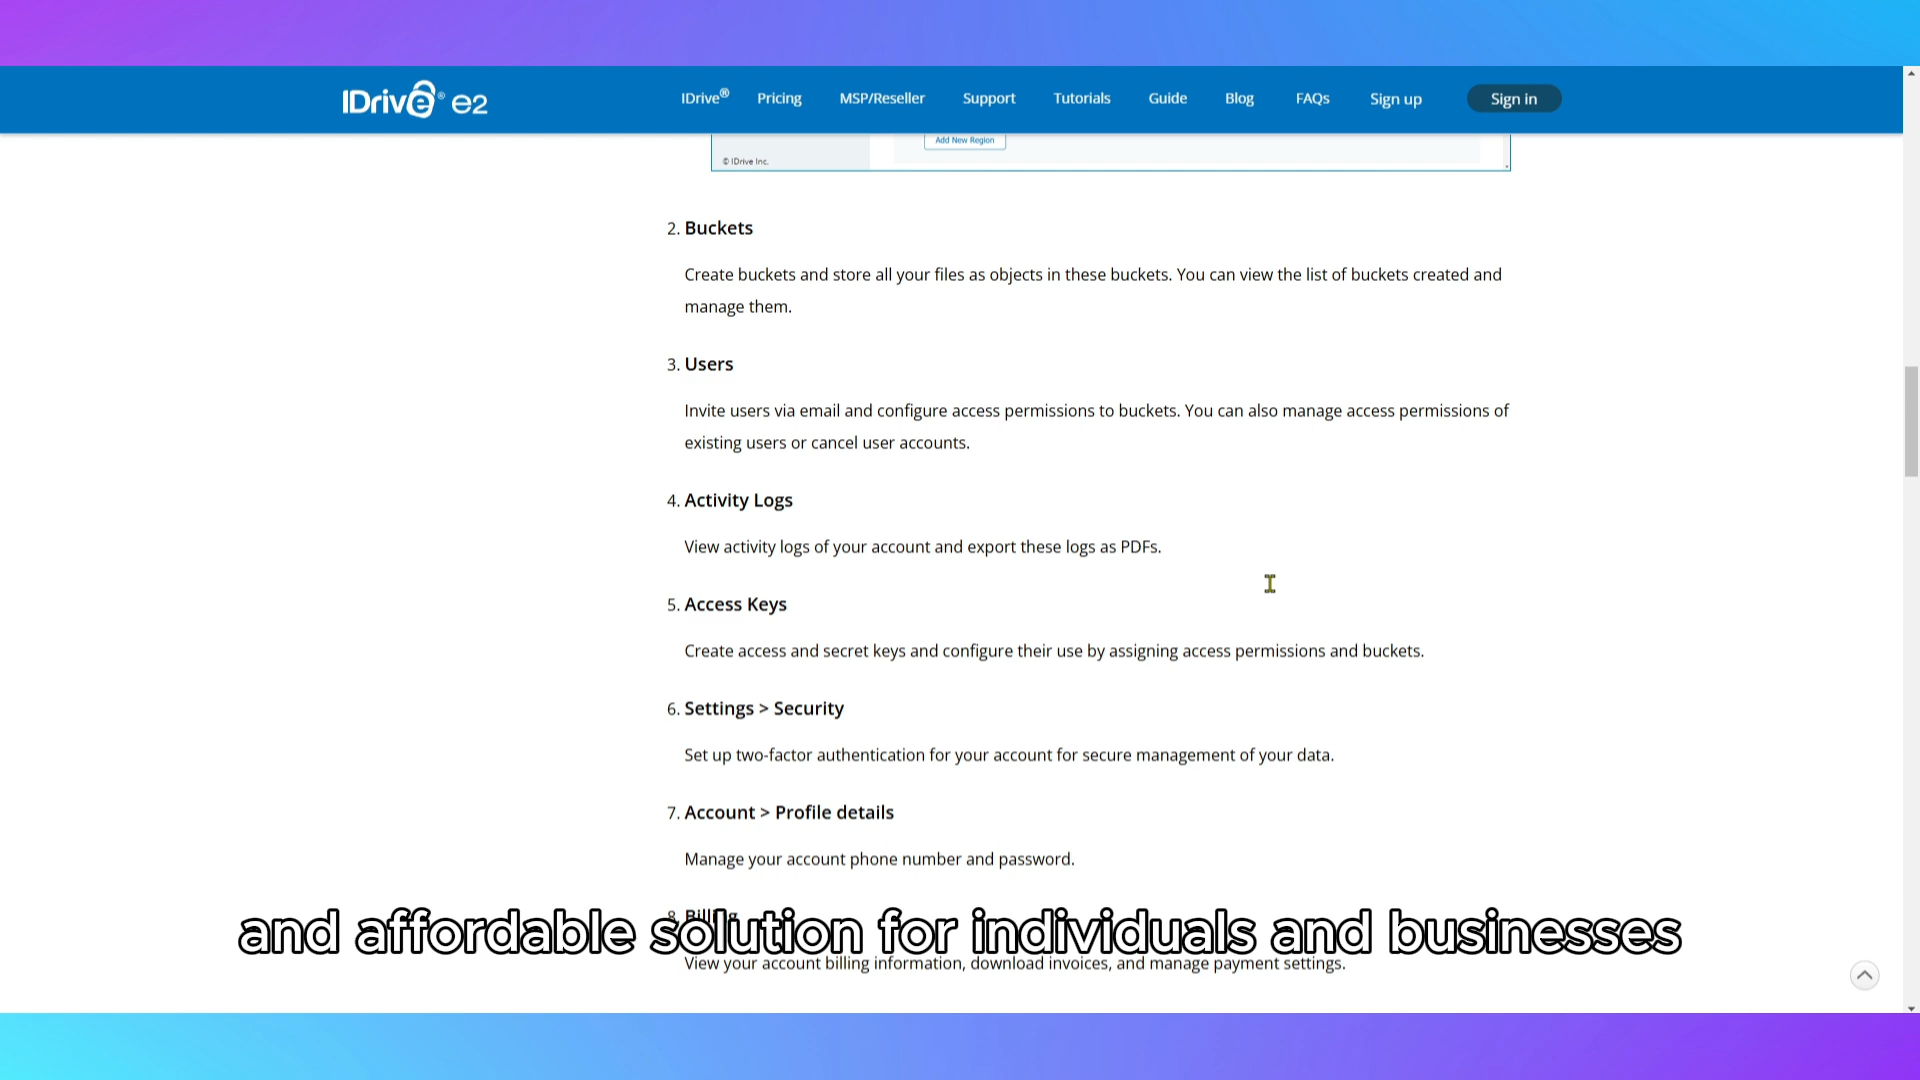 IDrive® e2
IDrive® Pricing MSP/Reseller Support Tutorials Guide Blog FAQs Sign up Sign in
Add New Region
© IDrive Inc.
2. Buckets
Create buckets and store all your files as objects in these buckets. You can view the list of buckets created and
manage them.
3. Users
Invite users via email and configure access permissions to buckets. You can also manage access permissions of
existing users or cancel user accounts.
4. Activity Logs
View activity logs of your account and export these logs as PDFs.
5. Access Keys
Create access and secret keys and configure their use by assigning access permissions and buckets.
6. Settings > Security
Set up two-factor authentication for your account for secure management of your data.
7. Account > Profile details
Manage your account phone number and password.
8. Billing
and affordable solution for individuals and businesses
View your account billing information, download invoices, and manage payment settings.